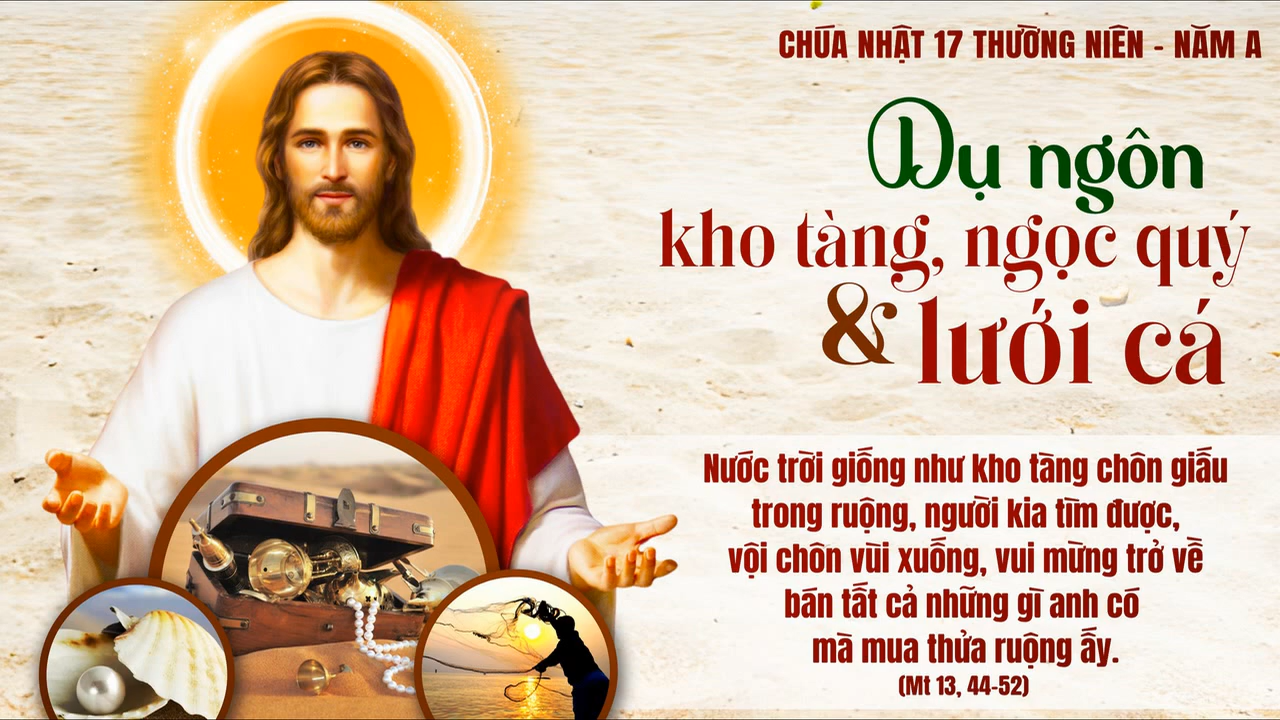 CHÚA NHẬT 17 THƯỜNG NIÊN - NĂM A
Dụ ngôn
kho tàng, ngọc quý
& lưới cá
Nước trời giống như kho tàng chôn giấu
trong ruộng, người kia tìm được,
vội chôn vùi xuống, vui mừng trở về
bán tất cả những gì anh có
mà mua thửa ruộng ấy.
(Mt 13, 44-52)